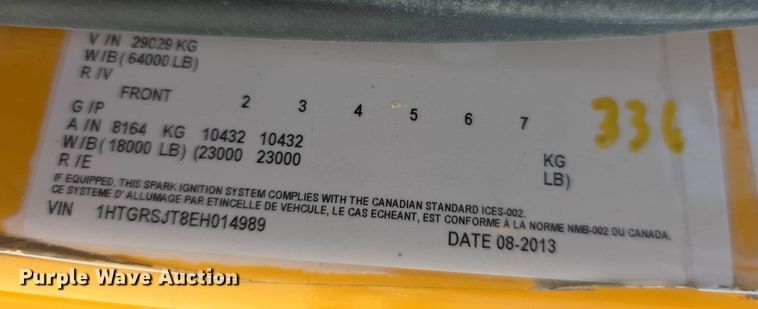 V/N 29029 KG
W/B (64000 LB)
R/V
FRONT 2 3 4 5 6 7
G/P
A/N 8164 KG 10432 10432 KG
W/B (18000 LB) (23000 23000 LB)
R/E
336
IF EQUIPPED, THIS SPARK IGNITION SYSTEM COMPLIES WITH THE CANADIAN STANDARD ICES-002.
CE SYSTEME D' ALLUMAGE PAR ETINCELLE DE VEHICULE, LE CAS ECHEANT, EST CONFORME À LA NORME NMB-002 DU CANADA.
VIN 1HTGRSJT8EH014989 DATE 08-2013
Purple Wave Auction